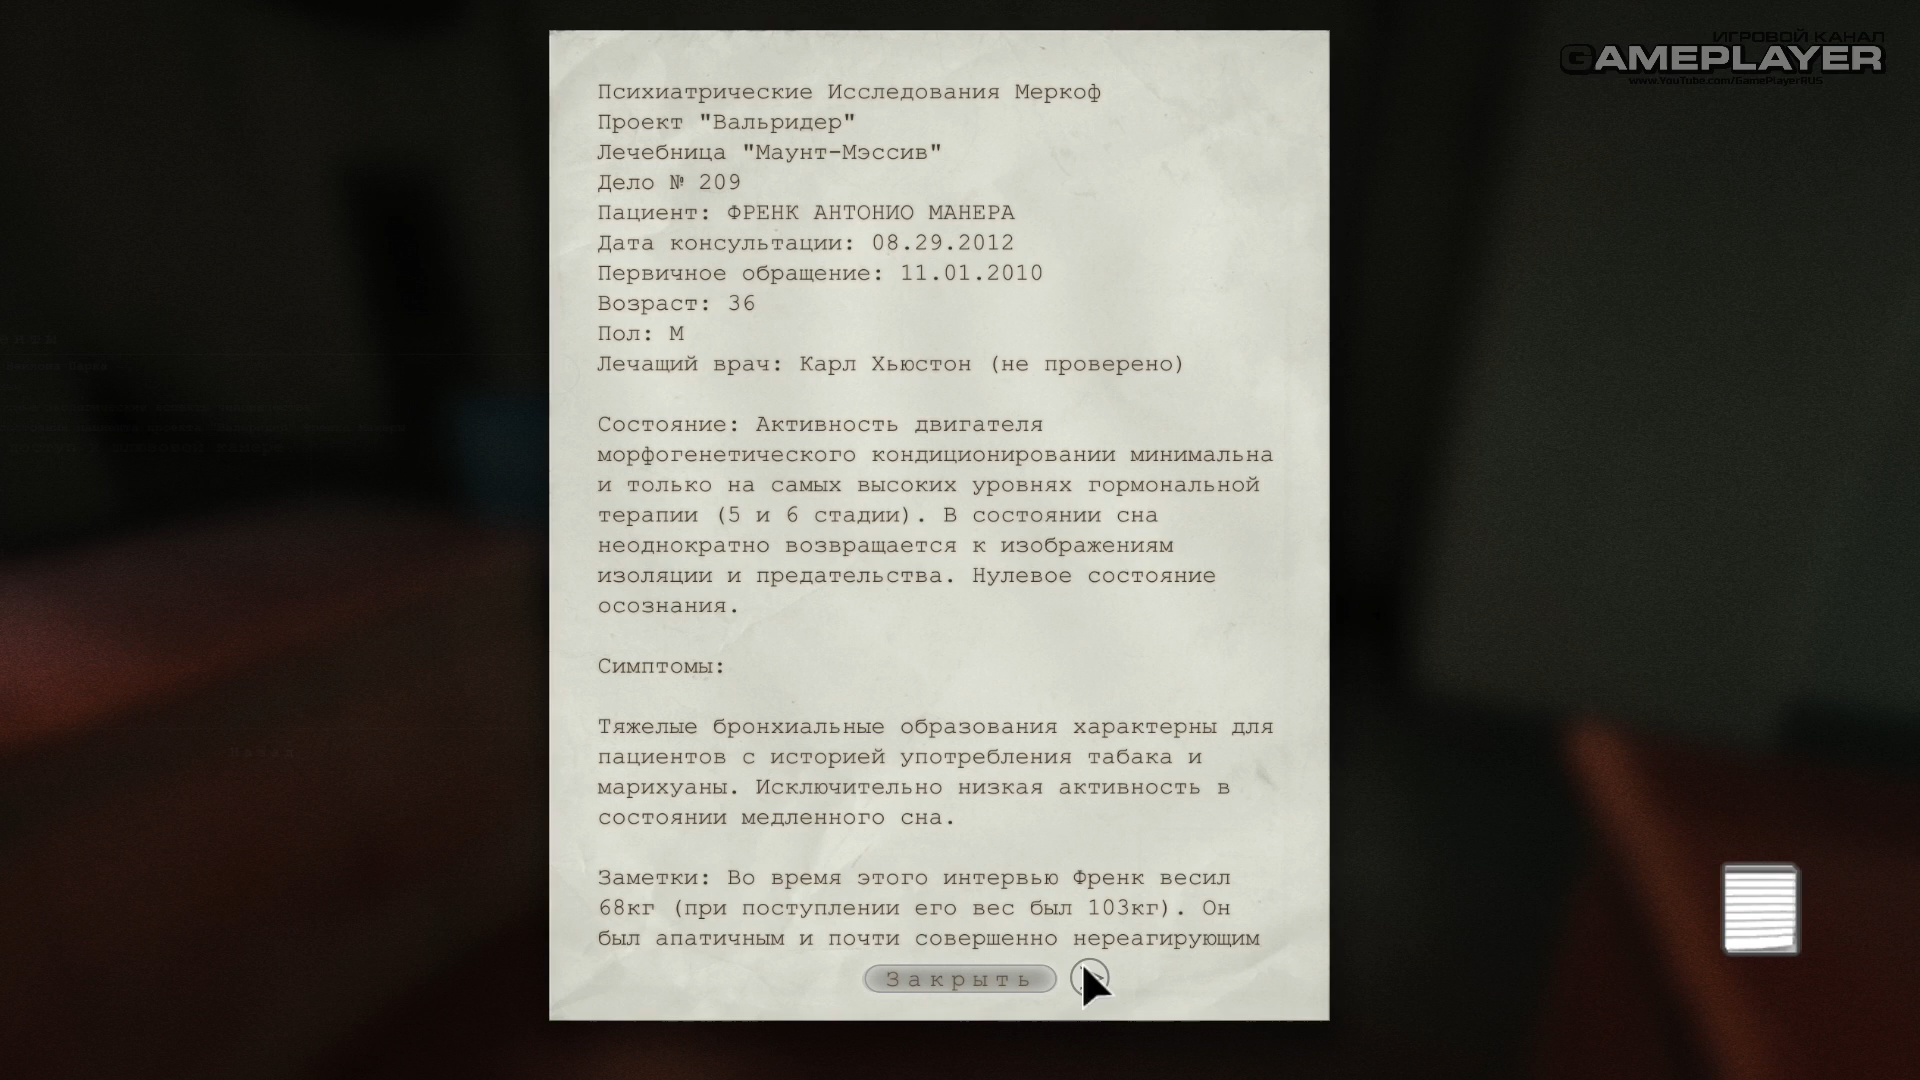 ИГРОВОЙ КАНАЛ
GAMEPLAYER
www.YouTube.com/GamePlayerRUS
Психиатрические Исследования Меркоф
Проект "Вальридер"
Лечебница "Маунт-Мэссив"
Дело № 209
Пациент: ФРЕНК АНТОНИО МАНЕРА
Дата консультации: 08.29.2012
Первичное обращение: 11.01.2010
Возраст: 36
Пол: М
Лечащий врач: Карл Хьюстон (не проверено)
Состояние: Активность двигателя
морфогенетического кондиционировании минимальна
и только на самых высоких уровнях гормональной
терапии (5 и 6 стадии). В состоянии сна
неоднократно возвращается к изображениям
изоляции и предательства. Нулевое состояние
осознания.
Симптомы:
Тяжелые бронхиальные образования характерны для
пациентов с историей употребления табака и
марихуаны. Исключительно низкая активность в
состоянии медленного сна.
Заметки: Во время этого интервью Френк весил
68кг (при поступлении его вес был 103кг). Он
был апатичным и почти совершенно нереагирующим
Закрыть
Назад